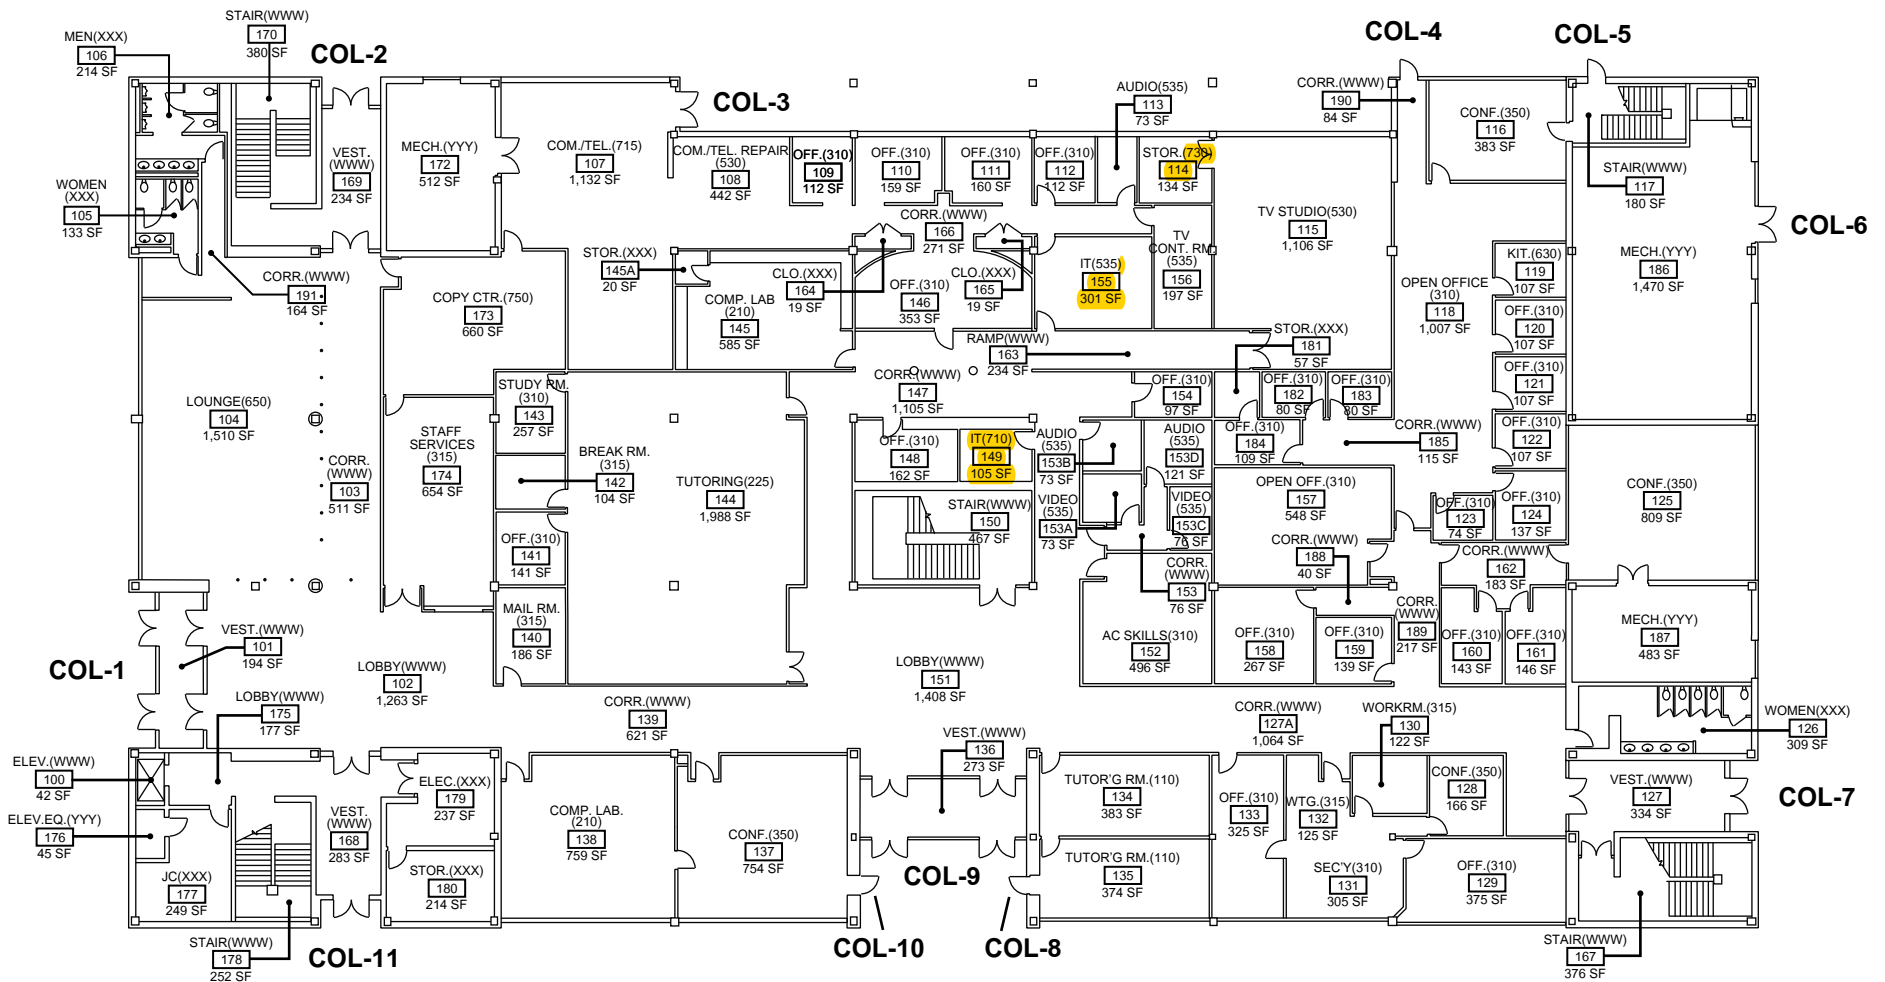 STAIR(WWW)
170
380 SF
MEN(XXX)
106
214 SF
COL-2
COL-4
COL-5
COL-3
AUDIO(535)
113
73 SF
CORR.(WWW)
190
84 SF
CONF.(350)
116
383 SF
VEST.
(WWW)
169
234 SF
MECH.(YYY)
172
512 SF
COM./TEL.(715)
107
1,132 SF
COM./TEL. REPAIR
(530)
108
442 SF
OFF.(310)
109
112 SF
OFF.(310)
110
159 SF
OFF.(310)
111
160 SF
OFF.(310)
112
112 SF
STOR.(730)
114
134 SF
STAIR(WWW)
117
180 SF
WOMEN
(XXX)
105
133 SF
CORR.(WWW)
166
271 SF
TV STUDIO(530)
115
1,106 SF
COL-6
CORR.(WWW)
191
164 SF
STOR.(XXX)
145A
20 SF
CLO.(XXX)
164
19 SF
CLO.(XXX)
165
19 SF
IT(535)
155
301 SF
TV
CONT. RM.
(535)
156
197 SF
OPEN OFFICE
(310)
118
1,007 SF
KIT.(630)
119
107 SF
MECH.(YYY)
186
1,470 SF
COPY CTR.(750)
173
660 SF
COMP. LAB
(210)
145
585 SF
OFF.(310)
146
353 SF
OFF.(310)
120
107 SF
RAMP(WWW)
163
234 SF
STOR.(XXX)
181
57 SF
OFF.(310)
121
107 SF
LOUNGE(650)
104
1,510 SF
STUDY RM.
(310)
143
257 SF
CORR.(WWW)
147
1,105 SF
OFF.(310)
154
97 SF
OFF.(310)
182
80 SF
OFF.(310)
183
80 SF
STAFF
SERVICES
(315)
174
654 SF
CORR.
(WWW)
103
511 SF
BREAK RM.
(315)
142
104 SF
TUTORING(225)
144
1,988 SF
OFF.(310)
148
162 SF
IT(710)
149
105 SF
AUDIO
(535)
153B
73 SF
AUDIO
(535)
153D
121 SF
OFF.(310)
184
109 SF
CORR.(WWW)
185
115 SF
OFF.(310)
122
107 SF
OFF.(310)
141
141 SF
STAIR(WWW)
150
467 SF
VIDEO
(535)
153A
73 SF
VIDEO
(535)
153C
76 SF
OPEN OFF.(310)
157
548 SF
OFF.(310)
123
74 SF
OFF.(310)
124
137 SF
CONF.(350)
125
809 SF
CORR.(WWW)
188
40 SF
CORR.(WWW)
162
183 SF
MAIL RM.
(315)
140
186 SF
CORR.
(WWW)
153
76 SF
AC SKILLS(310)
152
496 SF
OFF.(310)
158
267 SF
OFF.(310)
159
139 SF
CORR.
(WWW)
189
217 SF
OFF.(310)
160
143 SF
OFF.(310)
161
146 SF
MECH.(YYY)
187
483 SF
VEST.(WWW)
101
194 SF
COL-1
LOBBY(WWW)
102
1,263 SF
LOBBY(WWW)
151
1,408 SF
LOBBY(WWW)
175
177 SF
CORR.(WWW)
139
621 SF
CORR.(WWW)
127A
1,064 SF
WORKRM.(315)
130
122 SF
WOMEN(XXX)
126
309 SF
VEST.(WWW)
136
273 SF
ELEV.(WWW)
100
42 SF
ELEC.(XXX)
179
237 SF
TUTOR'G RM.(110)
134
383 SF
CONF.(350)
128
166 SF
VEST.(WWW)
127
334 SF
COL-7
ELEV.EQ.(YYY)
176
45 SF
VEST.
(WWW)
168
283 SF
COMP. LAB.
(210)
138
759 SF
CONF.(350)
137
754 SF
OFF.(310)
133
325 SF
WTG.(315)
132
125 SF
JC(XXX)
177
249 SF
STOR.(XXX)
180
214 SF
COL-9
TUTOR'G RM.(110)
135
374 SF
SEC'Y(310)
131
305 SF
OFF.(310)
129
375 SF
STAIR(WWW)
178
252 SF
COL-11
COL-10
COL-8
STAIR(WWW)
167
376 SF